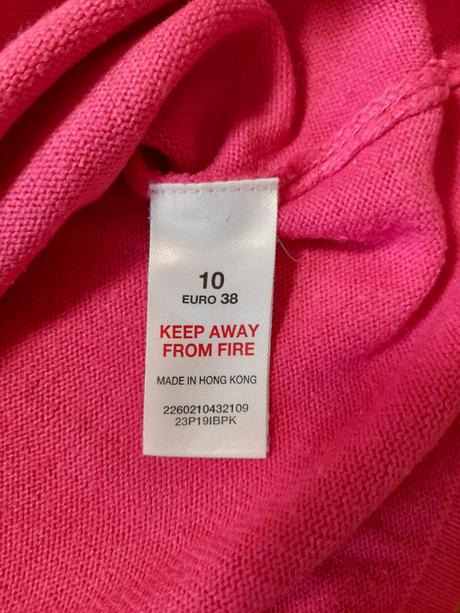 10
EURO 38
KEEP AWAY
FROM FIRE
MADE IN HONG KONG
2260210432109
23P19IBPK